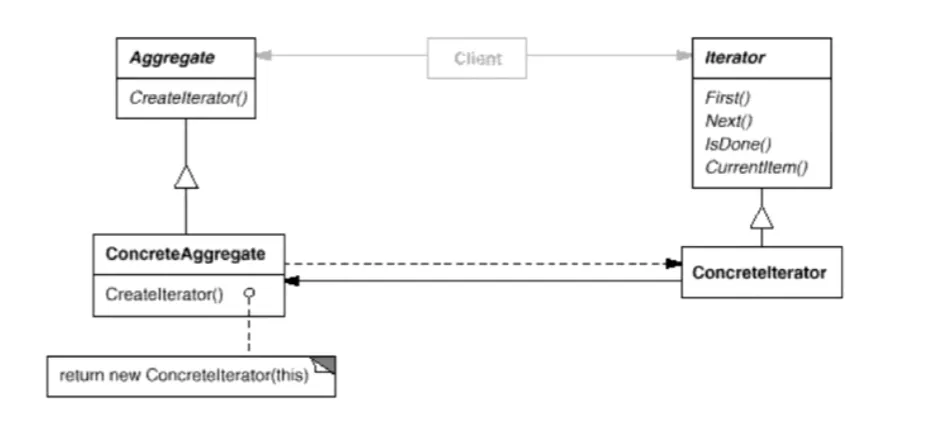 Aggregate
CreateIterator()
Client
Iterator
First()
Next()
IsDone()
CurrentItem()
ConcreteAggregate
CreateIterator()
ConcreteIterator
return new ConcreteIterator(this)